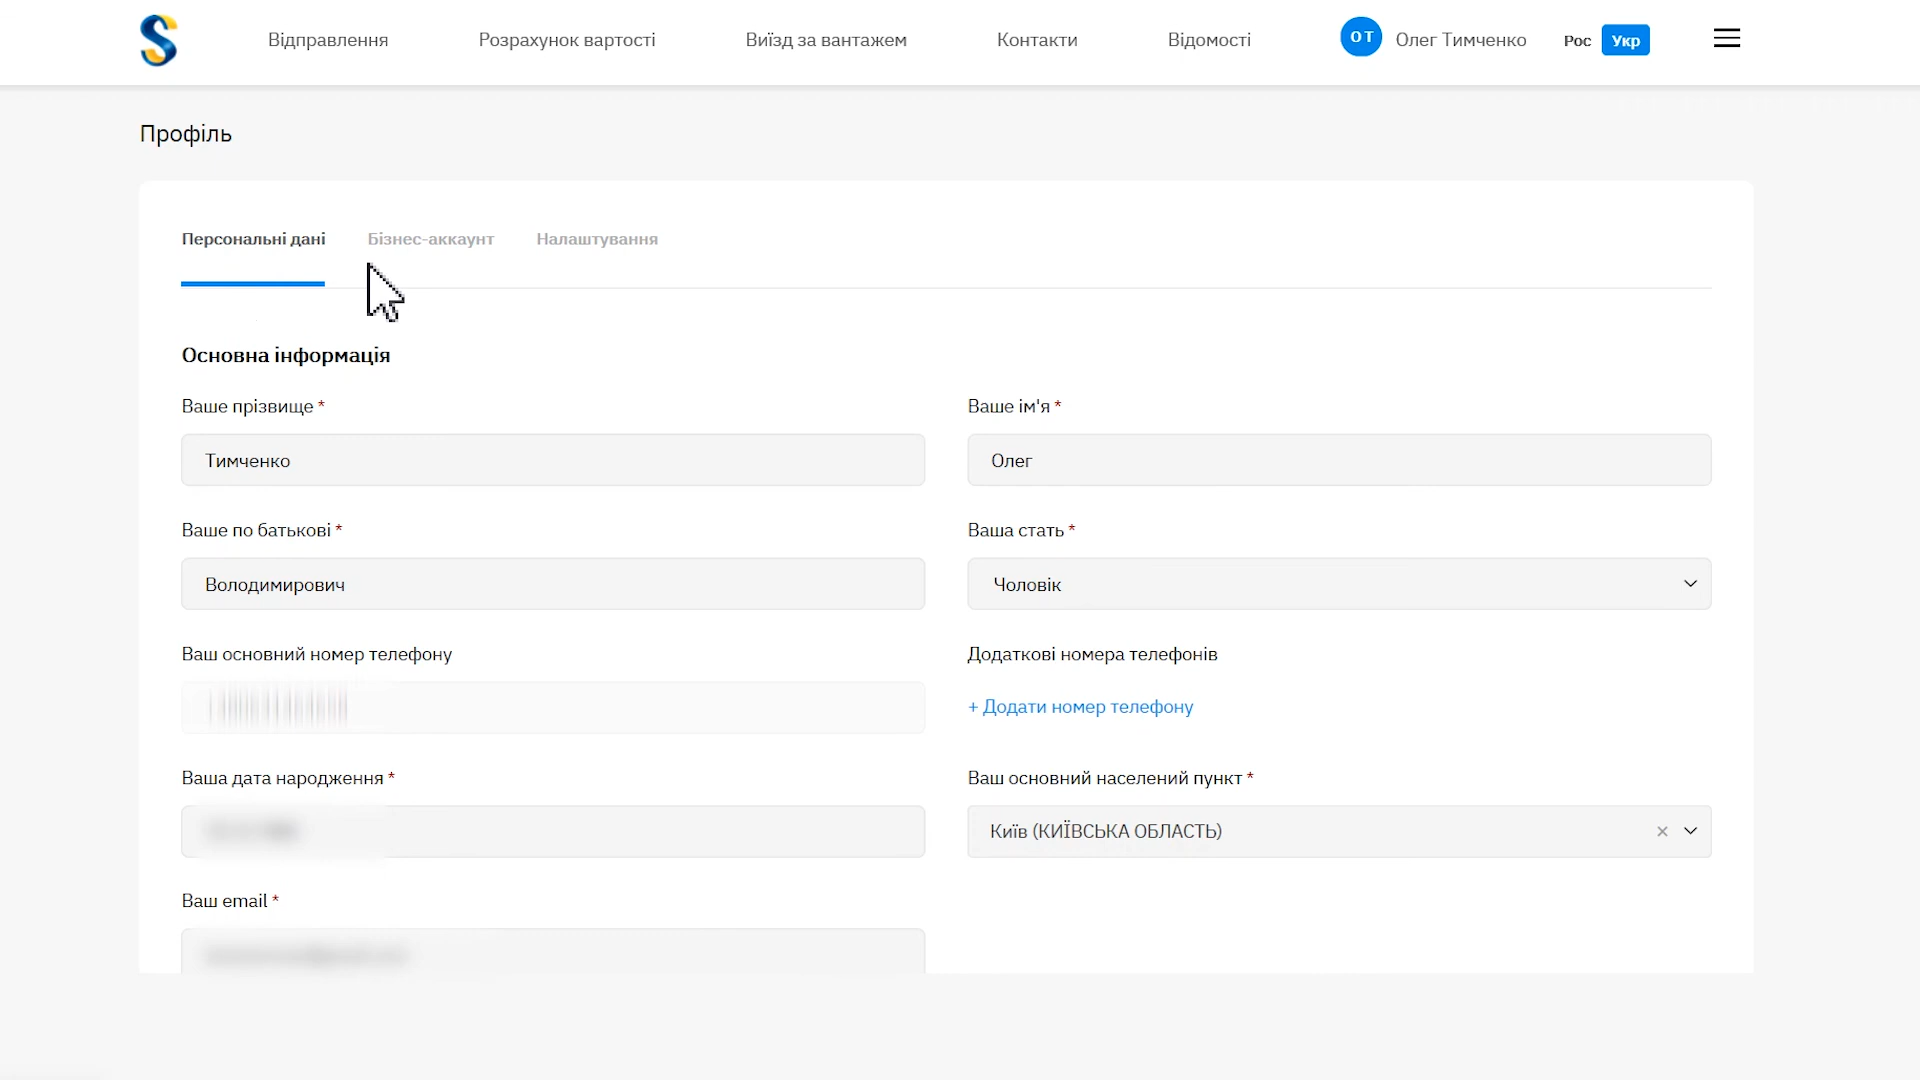 Відправлення
Розрахунок вартості
Виїзд за вантажем
Контакти
Відомості
ОТ
Олег Тимченко
Рос
Укр
Профіль
Персональні дані
Бізнес-аккаунт
Налаштування
Основна інформація
Ваше прізвище *
Ваше ім'я *
Тимченко
Олег
Ваше по батькові *
Ваша стать *
Володимирович
Чоловік
Ваш основний номер телефону
Додаткові номера телефонів
+ Додати номер телефону
Ваша дата народження *
Ваш основний населений пункт *
Київ (КИЇВСЬКА ОБЛАСТЬ)
Ваш email *